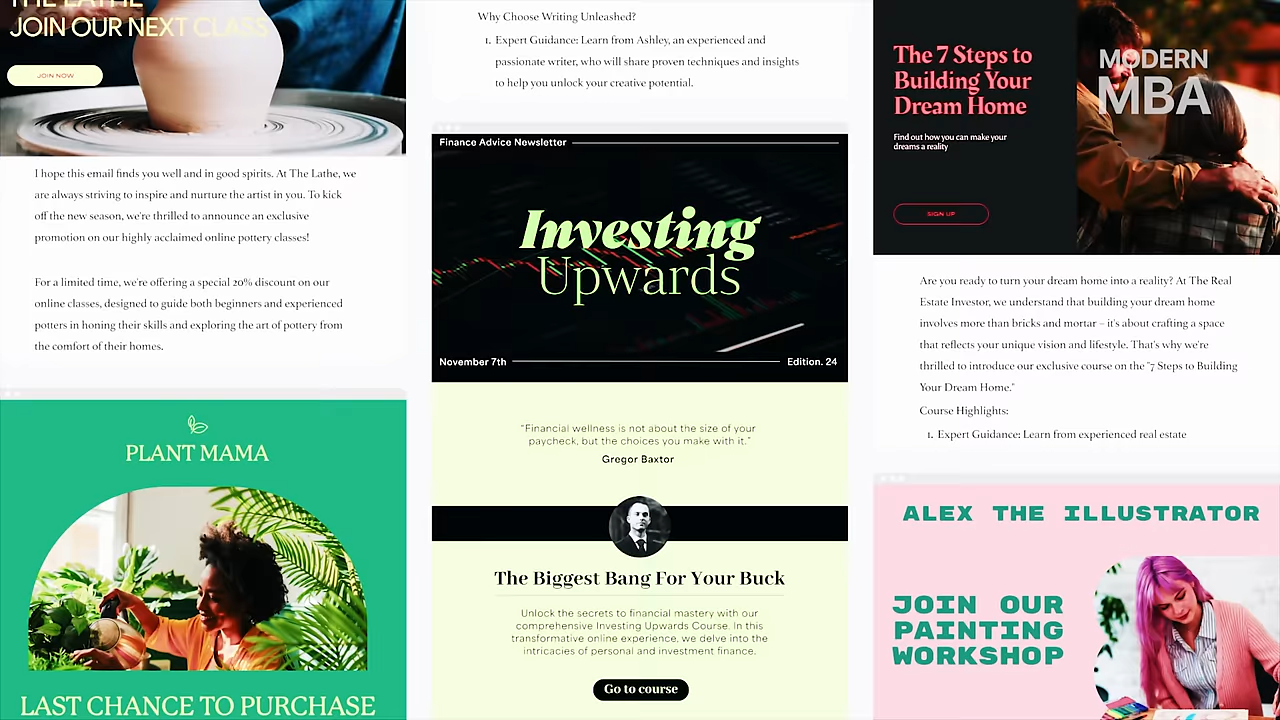 THE LATHE
JOIN OUR NEXT CLASS
JOIN NOW
I hope this email finds you well and in good spirits. At The Lathe, we
are always striving to inspire and nurture the artist in you. To kick
off the new season, we're thrilled to announce an exclusive
promotion on our highly acclaimed online pottery classes!
For a limited time, we're offering a special 20% discount on our
online classes, designed to guide both beginners and experienced
potters in honing their skills and exploring the art of pottery from
the comfort of their homes.
PLANT MAMA
LAST CHANCE TO PURCHASE
Why Choose Writing Unleashed?
1. Expert Guidance: Learn from Ashley, an experienced and
passionate writer, who will share proven techniques and insights
to help you unlock your creative potential.
Finance Advice Newsletter
Investing
Upwards
November 7th
Edition. 24
"Financial wellness is not about the size of your
paycheck, but the choices you make with it."
Gregor Baxtor
The Biggest Bang For Your Buck
Unlock the secrets to financial mastery with our
comprehensive Investing Upwards Course. In this
transformative online experience, we delve into the
intricacies of personal and investment finance.
Go to course
The 7 Steps to
Building Your
Dream Home
Find out how you can make your
dreams a reality
SIGN UP
MODERN
MBA
Are you ready to turn your dream home into a reality? At The Real
Estate Investor, we understand that building your dream home
involves more than bricks and mortar – it's about crafting a space
that reflects your unique vision and lifestyle. That's why we're
thrilled to introduce our exclusive course on the "7 Steps to Building
Your Dream Home."
Course Highlights:
1. Expert Guidance: Learn from experienced real estate
ALEX THE ILLUSTRATOR
JOIN OUR
PAINTING
WORKSHOP